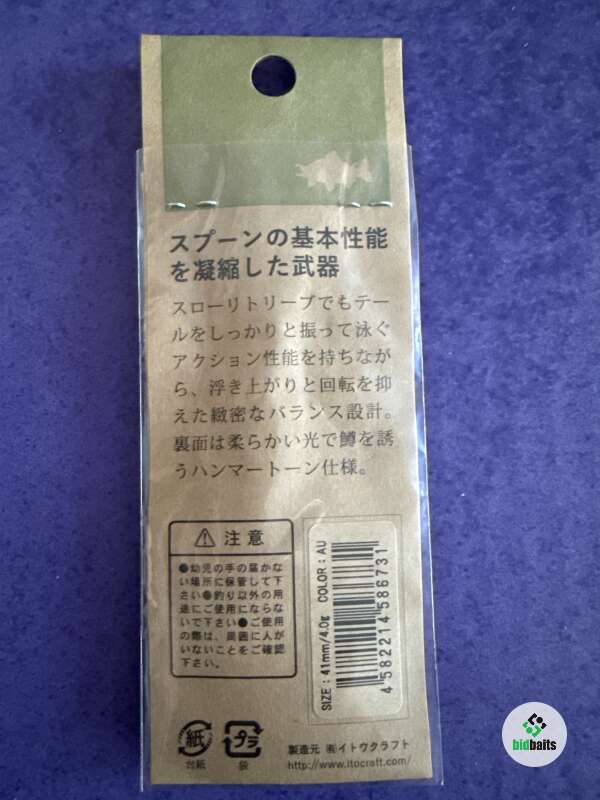 スプーンの基本性能
を凝縮した武器
スローリトリーブでもテー
ルをしっかりと振って泳ぐ
アクション性能を持ちなが
ら、浮き上がりと回転を抑
えた緻密なバランス設計。
裏面は柔らかい光で鱒を誘
うハンマートーン仕様。
注意
●幼児の手の届かな
い場所に保管して下
さい●釣り以外の用
途にご使用にならな
いで下さい●ご使用
の際は、周囲に人が
いないことをご確認
下さい。
SIZE : 41mm/4.0g COLOR : AU
4 582214 586731
紙
台紙
プラ
袋
製造元 ㈲イトウクラフト
http://www.itocraft.com/
bidbaits